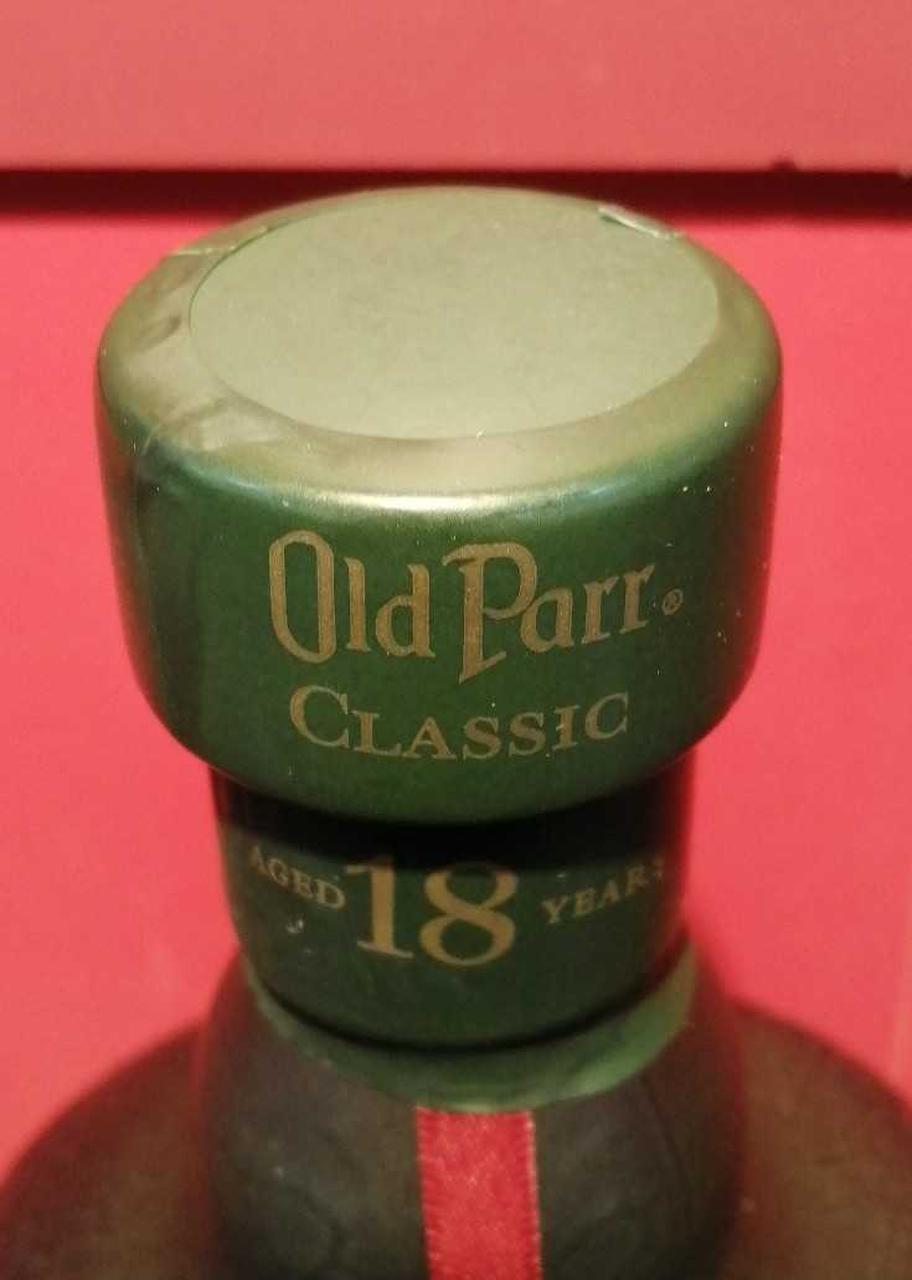 Old Parr®
CLASSIC
AGED 18 YEARS